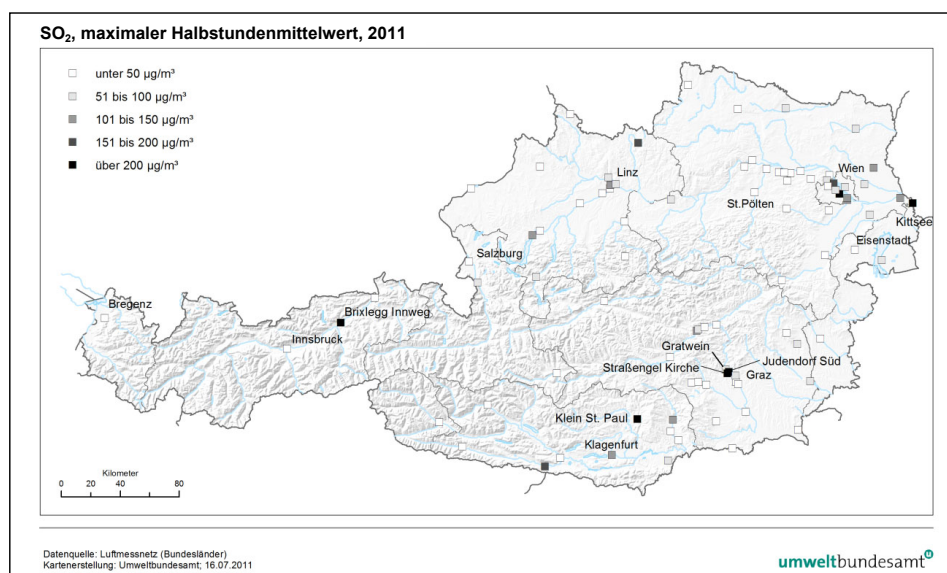 SO₂, maximaler Halbstundenmittelwert, 2011
unter 50 µg/m³
51 bis 100 µg/m³
101 bis 150 µg/m³
151 bis 200 µg/m³
über 200 µg/m³
Linz
Wien
St.Pölten
Kittsee
Eisenstadt
Salzburg
Bregenz
Brixlegg Innweg
Innsbruck
Gratwein
Judendorf Süd
Straßengel Kirche
Graz
Klein St. Paul
Klagenfurt
Kilometer
0 20 40 80
Datenquelle: Luftmessnetz (Bundesländer)
Kartenerstellung: Umweltbundesamt; 16.07.2011
umweltbundesamt